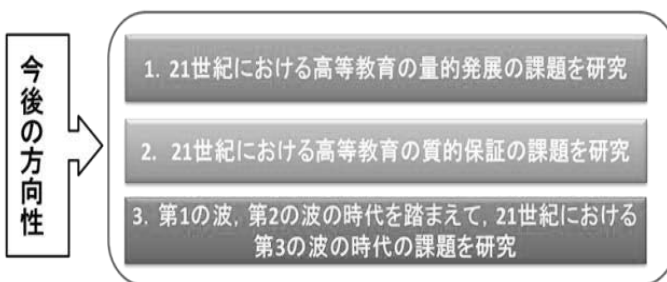 今後の方向性
1. 21世紀における高等教育の量的発展の課題を研究
2. 21世紀における高等教育の質的保証の課題を研究
3. 第1の波，第2の波の時代を踏まえて，21世紀における
第3の波の時代の課題を研究